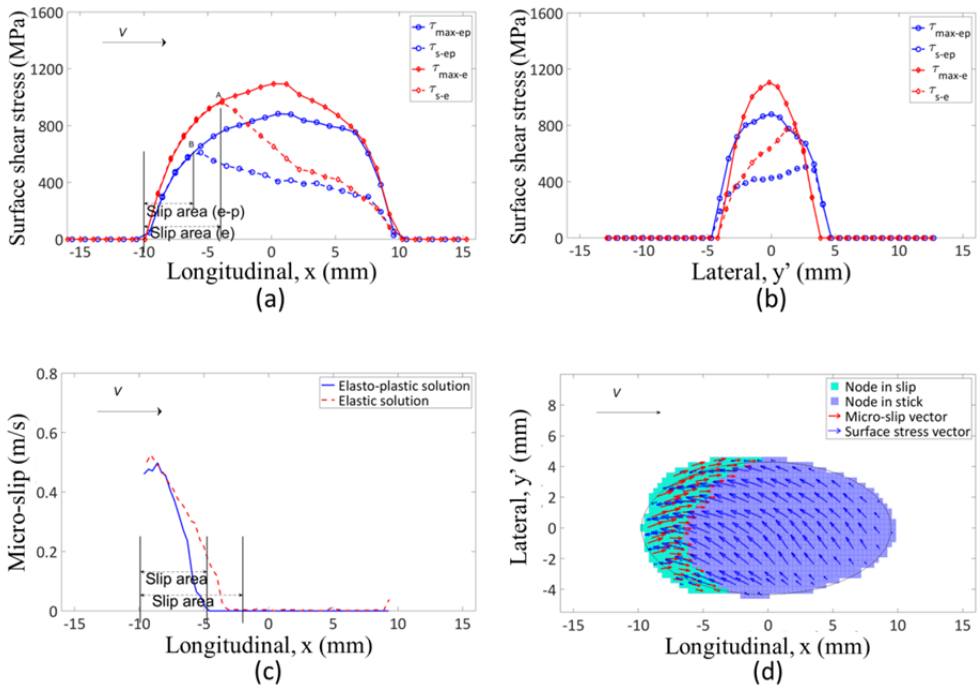 1600
1200
800
400
0
Surface shear stress (MPa)
V
A
B
Slip area (e-p)
Slip area (e)
τmax-ep
τs-ep
τmax-e
τs-e
-15 -10 -5 0 5 10 15
Longitudinal, x (mm)
(a)
1600
1200
800
400
0
Surface shear stress (MPa)
τmax-ep
τs-ep
τmax-e
τs-e
-15 -10 -5 0 5 10 15
Lateral, y’ (mm)
(b)
0.8
0.6
0.4
0.2
0
Micro-slip (m/s)
V
Elasto-plastic solution
Elastic solution
Slip area
Slip area
-15 -10 -5 0 5 10 15
Longitudinal, x (mm)
(c)
8
6
4
2
0
-2
-4
Lateral, y’ (mm)
V
Node in slip
Node in stick
Micro-slip vector
Surface stress vector
-15 -10 -5 0 5 10 15
Longitudinal, x (mm)
(d)